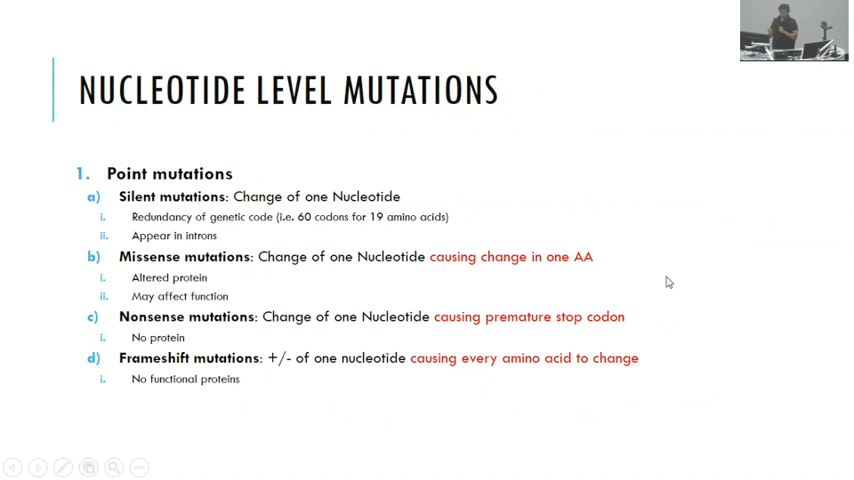 NUCLEOTIDE LEVEL MUTATIONS
1. Point mutations
a) Silent mutations: Change of one Nucleotide
i. Redundancy of genetic code (i.e. 60 codons for 19 amino acids)
ii. Appear in introns
b) Missense mutations: Change of one Nucleotide causing change in one AA
i. Altered protein
ii. May affect function
c) Nonsense mutations: Change of one Nucleotide causing premature stop codon
i. No protein
d) Frameshift mutations: +/- of one nucleotide causing every amino acid to change
i. No functional proteins